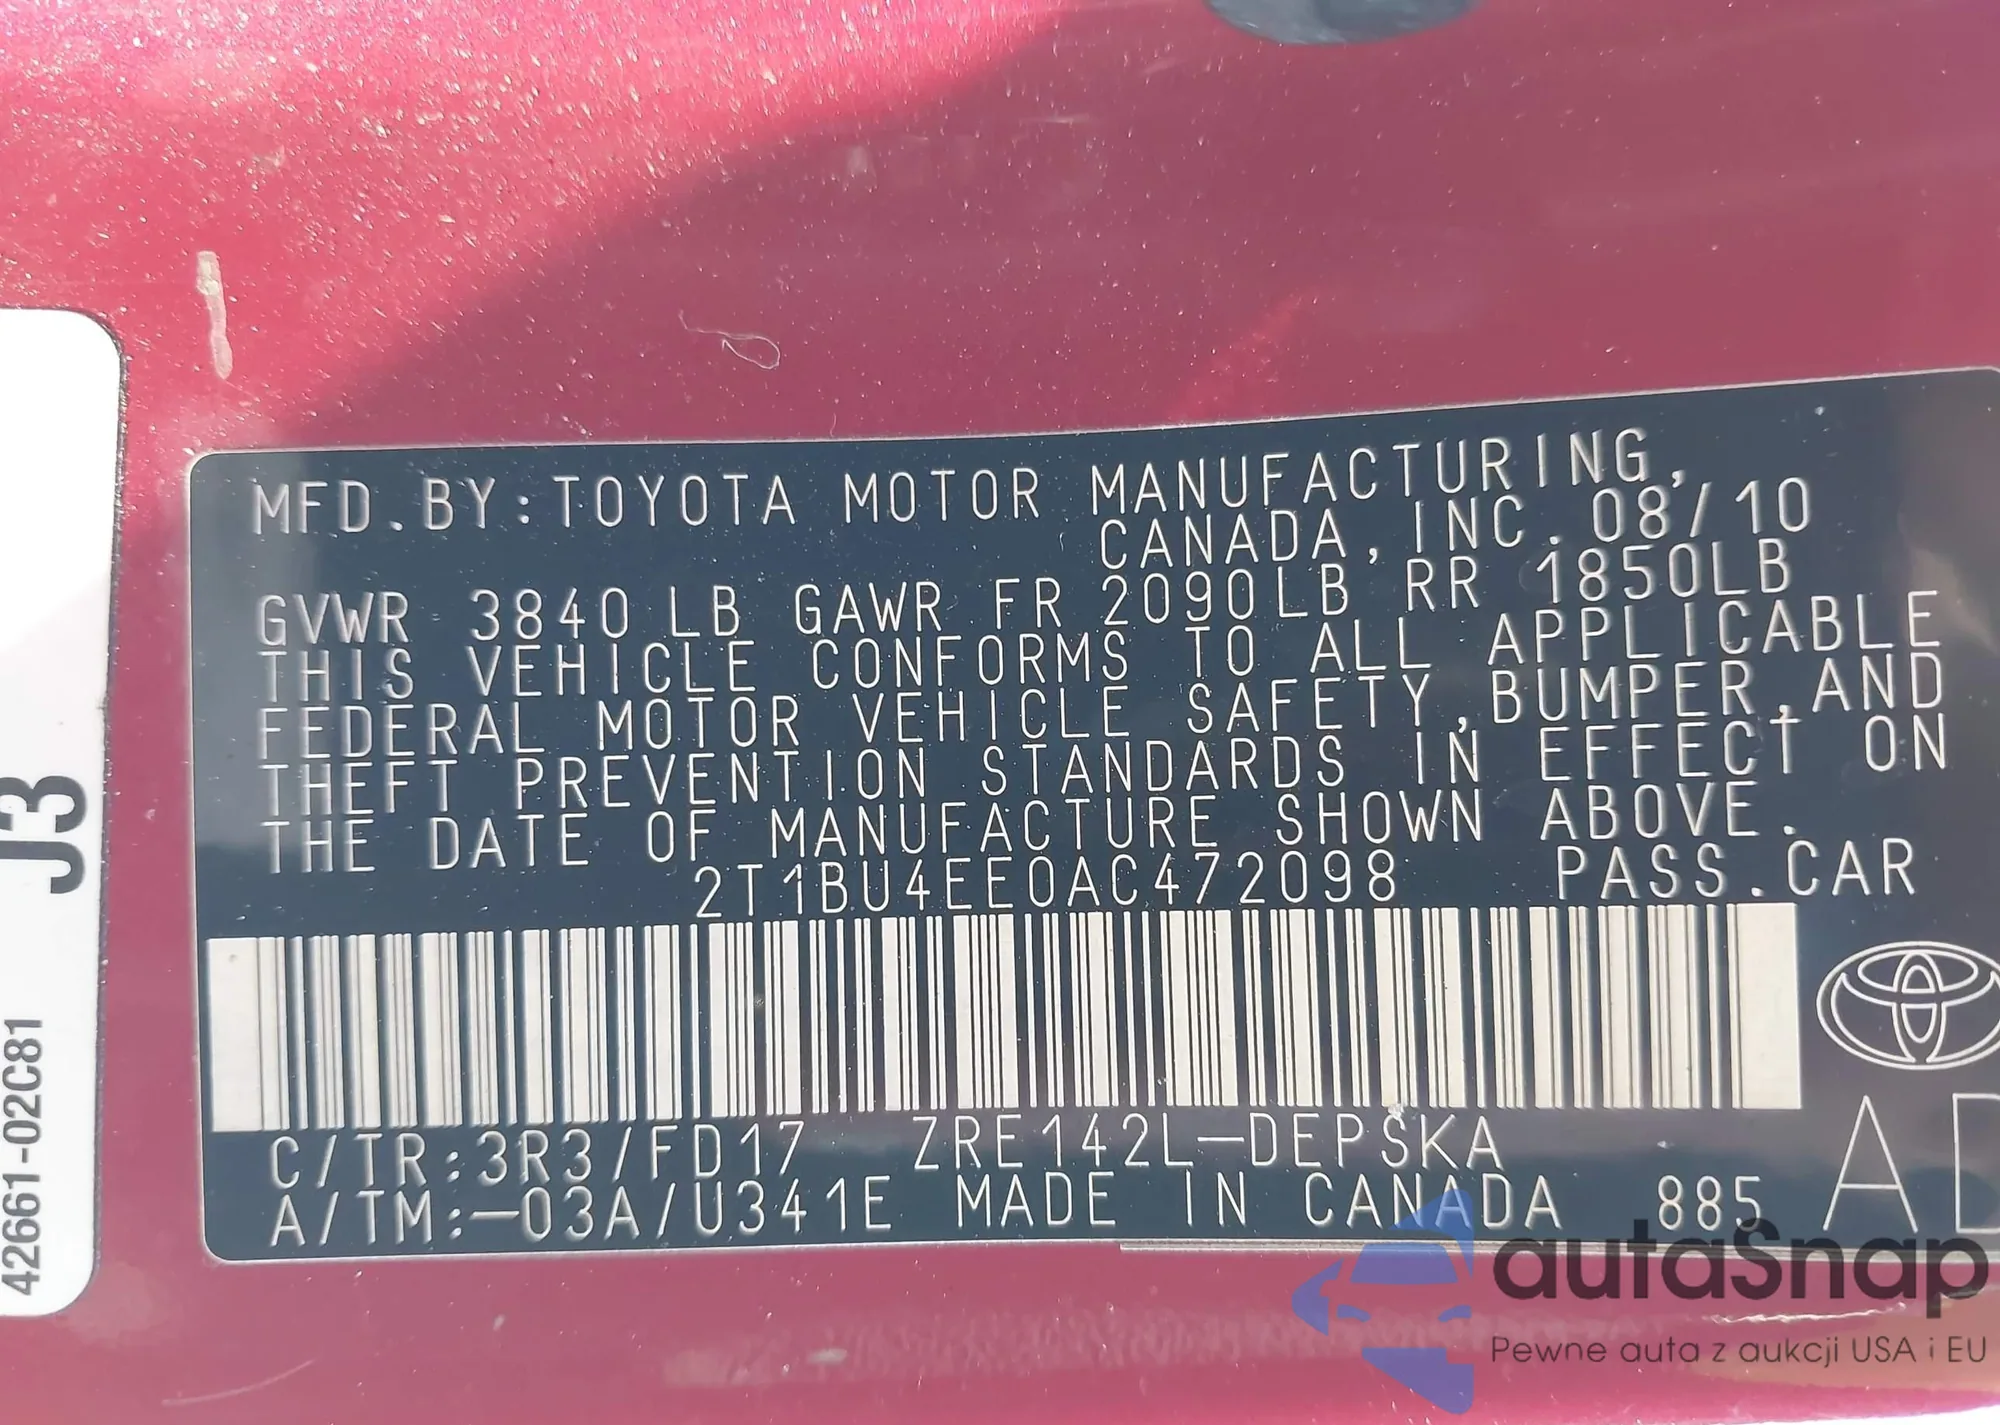 MFD.BY:TOYOTA MOTOR MANUFACTURING,
CANADA,INC.08/10
GVWR 3840 LB GAWR FR 2090LB RR 1850LB
THIS VEHICLE CONFORMS TO ALL APPLICABLE
FEDERAL MOTOR VEHICLE SAFETY,BUMPER,AND
THEFT PREVENTION STANDARDS IN EFFECT ON
THE DATE OF MANUFACTURE SHOWN ABOVE.
2T1BU4EE0AC472098 PASS.CAR
C/TR:3R3/FD17 ZRE142L-DEPSKA
A/TM:-03A/U341E MADE IN CANADA 885
J3
42661-02C81
autaSnap
Pewne auta z aukcji USA i EU